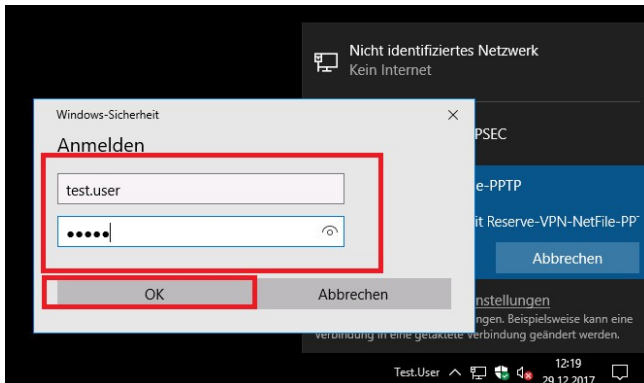 Nicht identifiziertes Netzwerk
Kein Internet
Windows-Sicherheit
Anmelden
PSEC
test.user
e-PPTP
it Reserve-VPN-NetFile-PPT
•••••
Abbrechen
OK
Abbrechen
nstellungen
ngen. Beispielsweise kann eine
Verbindung in eine getaktete Verbindung geändert werden.
Test.User
12:19
29.12.2017